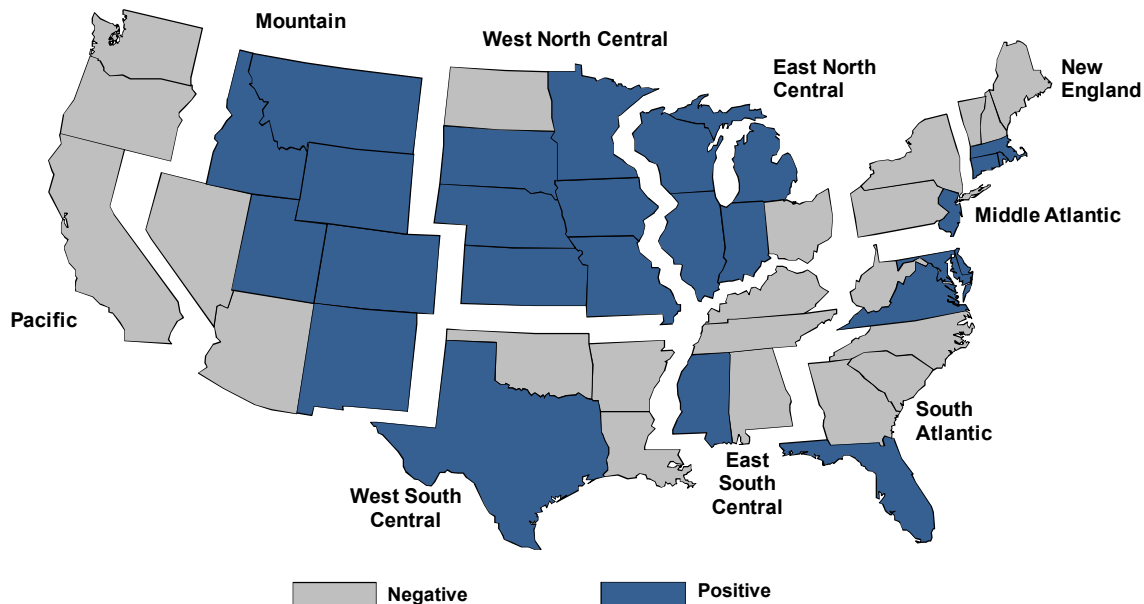 Mountain
West North Central
East North
Central
New
England
Middle Atlantic
Pacific
South
Atlantic
East
South
Central
West South
Central
Negative
Positive